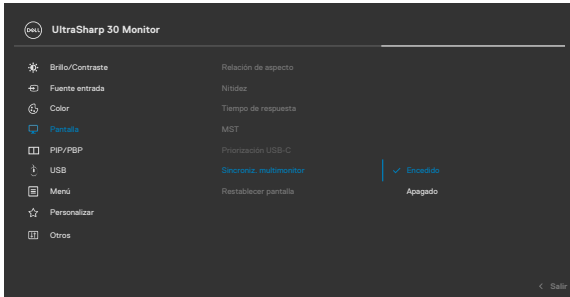 DELL UltraSharp 30 Monitor
Brillo/Contraste Relación de aspecto
Fuente entrada Nitidez
Color Tiempo de respuesta
Pantalla MST
PIP/PBP Priorización USB-C
USB Sincroniz. multimonitor Encedido
Menú Restablecer pantalla Apagado
Personalizar
Otros
Salir